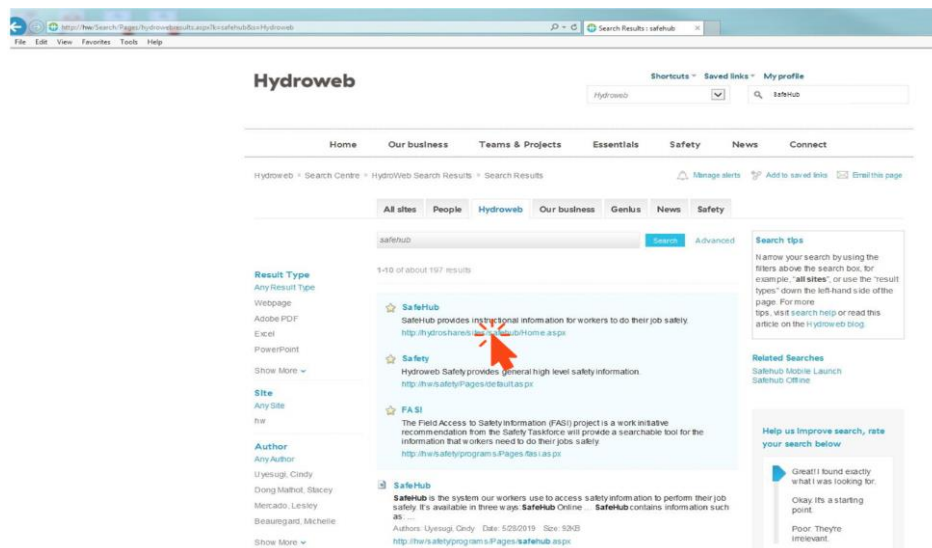 http://hw/Search/Pages/hydrowebresults.aspx?k=safehub&s=Hydroweb
Search Results : safehub
File Edit View Favorites Tools Help
Hydroweb
Shortcuts Saved links My profile
Hydroweb
SafeHub
Home Our business Teams & Projects Essentials Safety News Connect
Hydroweb Search Centre HydroWeb Search Results Search Results
Manage alerts Add to saved links Email this page
All sites People Hydroweb Our business Genius News Safety
safehub
Search Advanced
1-10 of about 197 results
Result Type
Any Result Type
Webpage
Adobe PDF
Excel
PowerPoint
Show More
Site
Any Site
hw
Author
Any Author
Uyesugi, Cindy
Dong Mathot, Stacey
Mercado, Lesley
Beauregard, Michelle
Show More
SafeHub
SafeHub provides instructional information for workers to do their job safely.
http://hydroshare/sites/safehub/Home.aspx
Safety
Hydroweb Safety provides general high level safety information.
http://hw/safety/Pages/default.aspx
FASI
The Field Access to Safety Information (FASI) project is a work initiative
recommendation from the Safety Taskforce will provide a searchable tool for the
information that workers need to do their jobs safely.
http://hw/safety/programs/Pages/fasi.aspx
SafeHub
SafeHub is the system our workers use to access safety information to perform their job
safely. It's available in three ways: SafeHub Online ... SafeHub contains information such
as: ...
Authors: Uyesugi, Cindy Date: 5/28/2019 Size: 92KB
http://hw/safety/programs/Pages/safehub.aspx
Search tips
Narrow your search by using the
filters above the search box, for
example, "all sites", or use the "result
types" down the left-hand side of the
page. For more
tips, visit search help or read this
article on the Hydroweb blog.
Related Searches
Safehub Mobile Launch
Safehub Offline
Help us improve search, rate
your search below
Great! I found exactly
what I was looking for.
Okay. It's a starting
point.
Poor. They're
irrelevant.